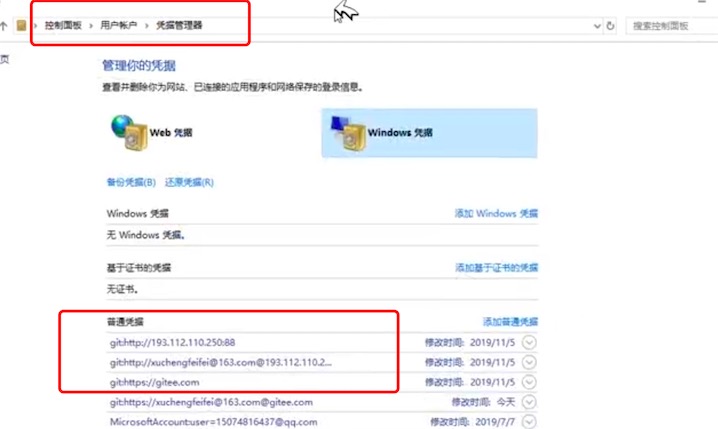 控制面板 › 用户帐户 › 凭据管理器 搜索控制面板
页
管理你的凭据
查看并删除你为网站、已连接的应用程序和网络保存的登录信息。
Web 凭据 Windows 凭据
备份凭据(B) 还原凭据(R)
Windows 凭据 添加 Windows 凭据
无 Windows 凭据。
基于证书的凭据 添加基于证书的凭据
无证书。
普通凭据 添加普通凭据
git:http://193.112.110.250:88 修改时间: 2019/11/5
git:http://xuchengfeifei@163.com@193.112.110.2... 修改时间: 2019/11/5
git:https://gitee.com 修改时间: 2019/11/5
git:https://xuchengfeifei@163.com@gitee.com 修改时间: 今天
MicrosoftAccount:user=15074816437@qq.com 修改时间: 2019/7/7